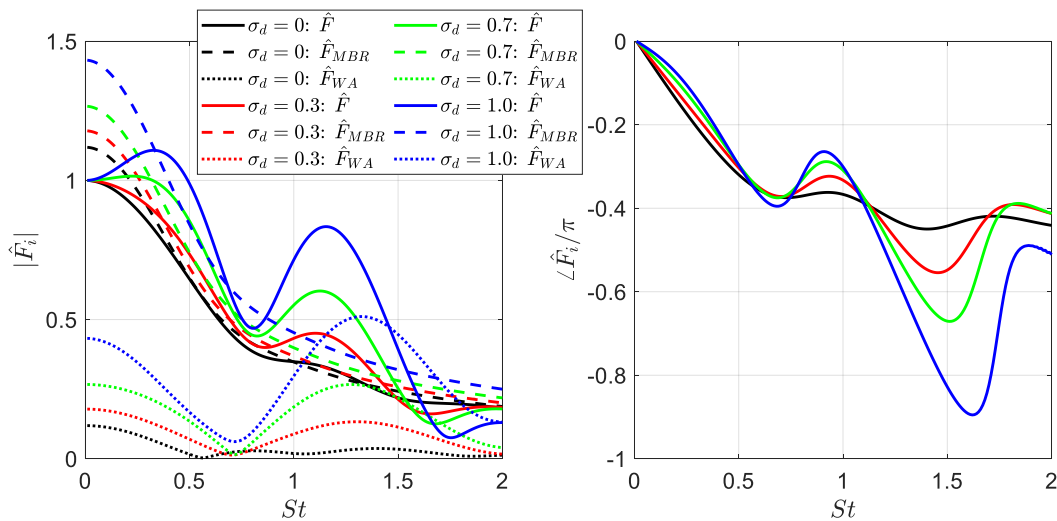 σ_d = 0: F̂
σ_d = 0: F̂_MBR
σ_d = 0: F̂_WA
σ_d = 0.3: F̂
σ_d = 0.3: F̂_MBR
σ_d = 0.3: F̂_WA
σ_d = 0.7: F̂
σ_d = 0.7: F̂_MBR
σ_d = 0.7: F̂_WA
σ_d = 1.0: F̂
σ_d = 1.0: F̂_MBR
σ_d = 1.0: F̂_WA
|F̂_i|
1.5
1
0.5
0
0 0.5 1 1.5 2
St
∠F̂_i/π
0
-0.2
-0.4
-0.6
-0.8
-1
0 0.5 1 1.5 2
St